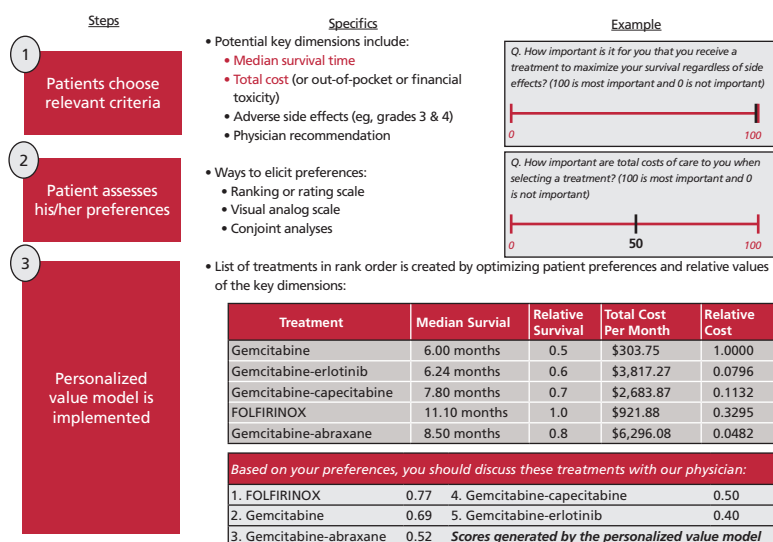 Steps
Specifics
Example
1
Patients choose
relevant criteria
• Potential key dimensions include:
• Median survival time
• Total cost (or out-of-pocket or financial
toxicity)
• Adverse side effects (eg, grades 3 & 4)
• Physician recommendation
Q. How important is it for you that you receive a
treatment to maximize your survival regardless of side
effects? (100 is most important and 0 is not important)
0 100
2
Patient assesses
his/her preferences
• Ways to elicit preferences:
• Ranking or rating scale
• Visual analog scale
• Conjoint analyses
Q. How important are total costs of care to you when
selecting a treatment? (100 is most important and 0
is not important)
0 50 100
3
Personalized
value model is
implemented
• List of treatments in rank order is created by optimizing patient preferences and relative values
of the key dimensions:
Treatment Median Survial Relative Survival Total Cost Per Month Relative Cost
Gemcitabine 6.00 months 0.5 $303.75 1.0000
Gemcitabine-erlotinib 6.24 months 0.6 $3,817.27 0.0796
Gemcitabine-capecitabine 7.80 months 0.7 $2,683.87 0.1132
FOLFIRINOX 11.10 months 1.0 $921.88 0.3295
Gemcitabine-abraxane 8.50 months 0.8 $6,296.08 0.0482
Based on your preferences, you should discuss these treatments with our physician:
1. FOLFIRINOX 0.77 4. Gemcitabine-capecitabine 0.50
2. Gemcitabine 0.69 5. Gemcitabine-erlotinib 0.40
3. Gemcitabine-abraxane 0.52 Scores generated by the personalized value model